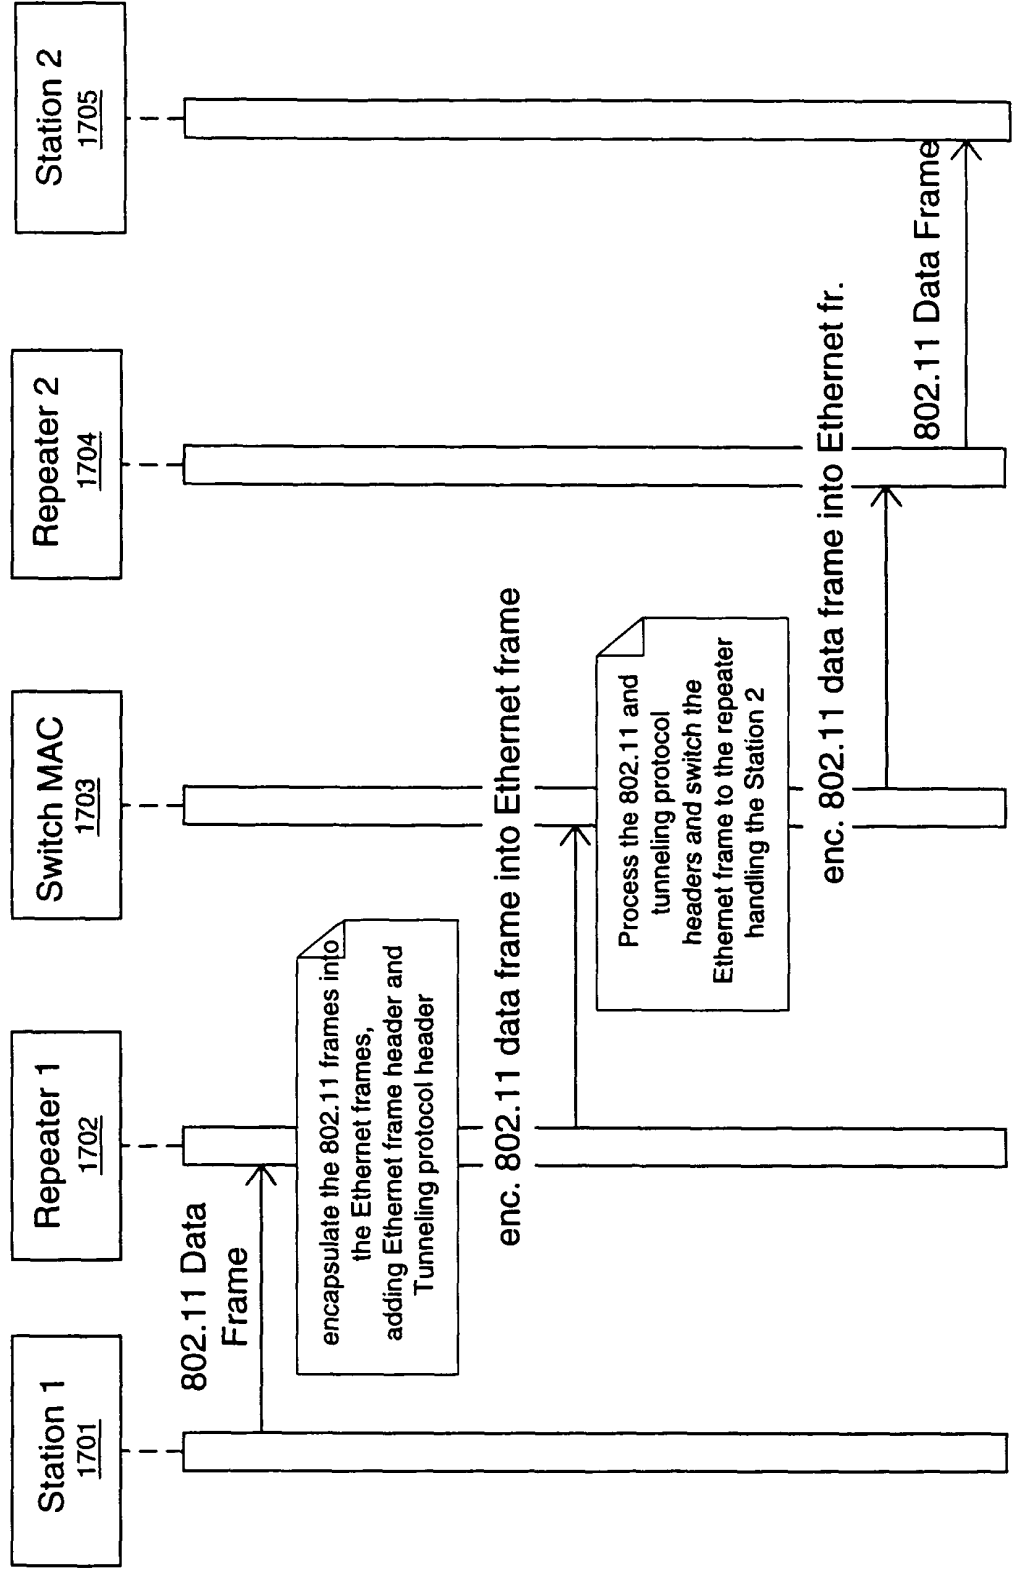 Station 1
1701
Repeater 1
1702
Switch MAC
1703
Repeater 2
1704
Station 2
1705
802.11 Data
Frame
encapsulate the 802.11 frames into
the Ethernet frames,
adding Ethernet frame header and
Tunneling protocol header
enc. 802.11 data frame into Ethernet frame
Process the 802.11 and
tunneling protocol
headers and switch the
Ethernet frame to the repeater
handling the Station 2
enc. 802.11 data frame into Ethernet fr.
802.11 Data Frame